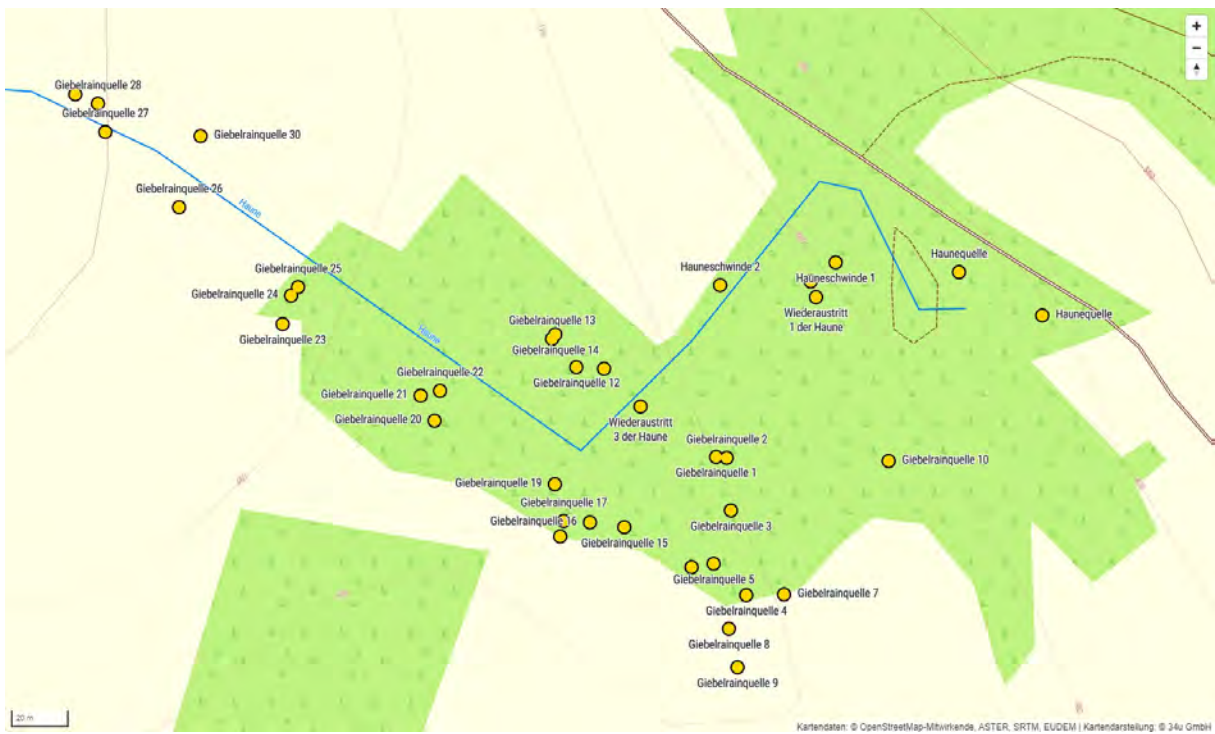 Giebelrainquelle 28
Giebelrainquelle 27
Giebelrainquelle 30
Giebelrainquelle 26
Haune
Giebelrainquelle 25
Giebelrainquelle 24
Giebelrainquelle 23
Haunequelle
Hauneschwinde 2
Hauneschwinde 1
Wiederaustritt
1 der Haune
Haunequelle
Giebelrainquelle 13
Giebelrainquelle 14
Giebelrainquelle 12
Haune
Giebelrainquelle 22
Giebelrainquelle 21
Giebelrainquelle 20
Wiederaustritt
3 der Haune
Giebelrainquelle 2
Giebelrainquelle 1
Giebelrainquelle 10
Giebelrainquelle 19
Giebelrainquelle 17
Giebelrainquelle 16
Giebelrainquelle 15
Giebelrainquelle 3
Giebelrainquelle 5
Giebelrainquelle 4
Giebelrainquelle 7
Giebelrainquelle 8
Giebelrainquelle 9
20 m
Kartendaten: © OpenStreetMap-Mitwirkende, ASTER, SRTM, EUDEM | Kartendarstellung: © 34u GmbH